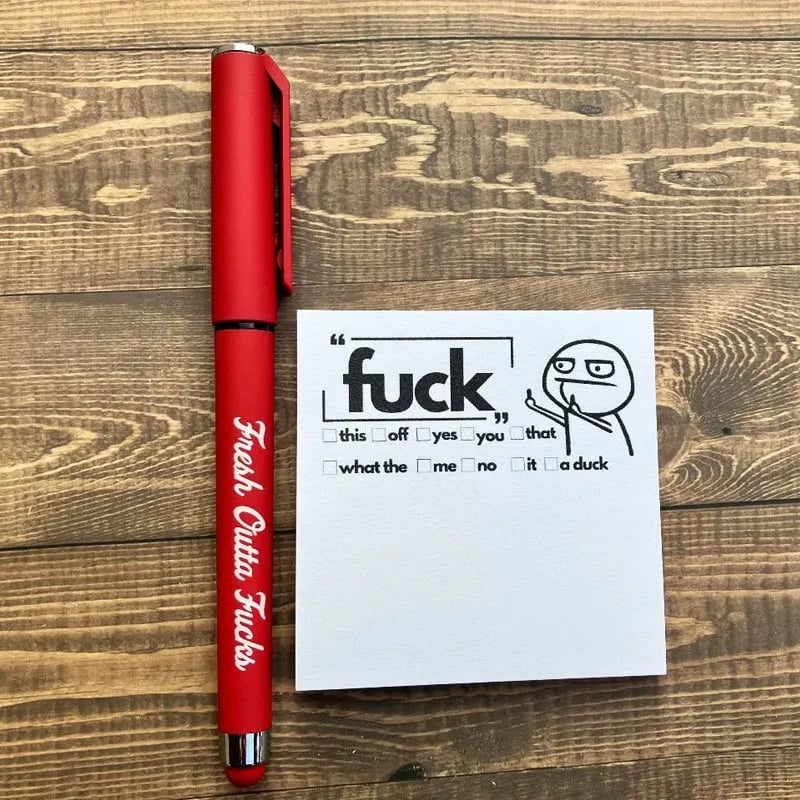 Fresh Outta Fucks
“fuck”
this off yes you that
what the me no it a duck